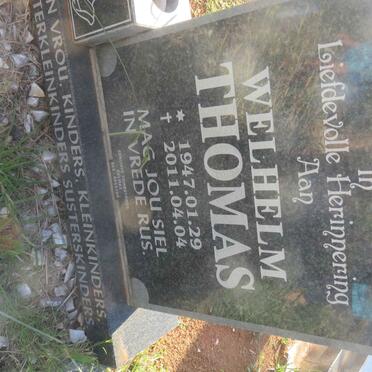 In
Liefdevolle Herinnering
Aan
WELHELM
THOMAS
* 1947.01.29
† 2011.04.04
MAG JOU SIEL
IN VREDE RUS.
N VROU, KINDERS, KLEINKINDERS,
TERKLEINKINDERS SUSTERSKINDERS